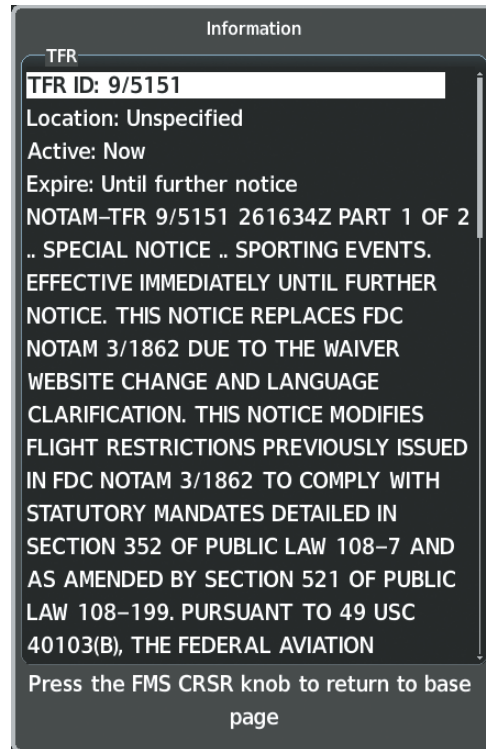 Information
TFR
TFR ID: 9/5151
Location: Unspecified
Active: Now
Expire: Until further notice
NOTAM–TFR 9/5151 261634Z PART 1 OF 2
.. SPECIAL NOTICE .. SPORTING EVENTS.
EFFECTIVE IMMEDIATELY UNTIL FURTHER
NOTICE. THIS NOTICE REPLACES FDC
NOTAM 3/1862 DUE TO THE WAIVER
WEBSITE CHANGE AND LANGUAGE
CLARIFICATION. THIS NOTICE MODIFIES
FLIGHT RESTRICTIONS PREVIOUSLY ISSUED
IN FDC NOTAM 3/1862 TO COMPLY WITH
STATUTORY MANDATES DETAILED IN
SECTION 352 OF PUBLIC LAW 108–7 AND
AS AMENDED BY SECTION 521 OF PUBLIC
LAW 108–199. PURSUANT TO 49 USC
40103(B), THE FEDERAL AVIATION
Press the FMS CRSR knob to return to base
page